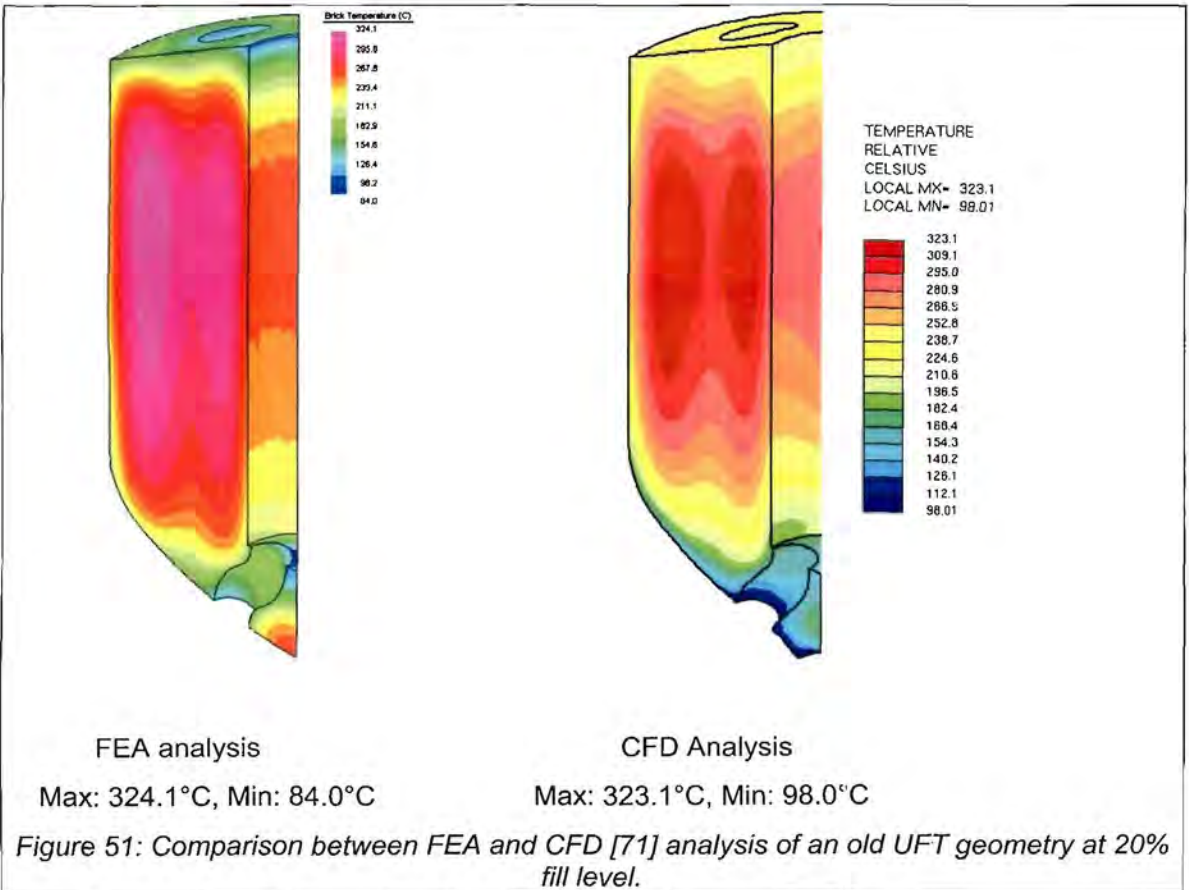 Brick Temperature (C)
324.1
295.8
267.6
239.4
211.1
182.9
154.6
126.4
98.2
84.0
TEMPERATURE
RELATIVE
CELSIUS
LOCAL MX= 323.1
LOCAL MN= 98.01
323.1
309.1
295.0
280.9
266.5
252.8
238.7
224.6
210.6
196.5
182.4
168.4
154.3
140.2
126.1
112.1
98.01
FEA analysis
Max: 324.1°C, Min: 84.0°C
CFD Analysis
Max: 323.1°C, Min: 98.0°C
Figure 51: Comparison between FEA and CFD [71] analysis of an old UFT geometry at 20%
fill level.